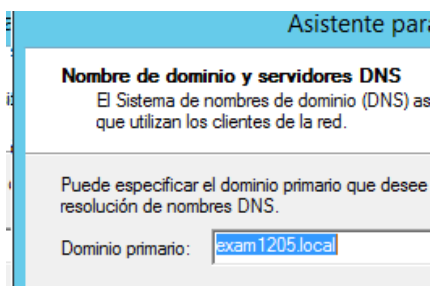 Asistente para
Nombre de dominio y servidores DNS
El Sistema de nombres de dominio (DNS) as
que utilizan los clientes de la red.
Puede especificar el dominio primario que desee
resolución de nombres DNS.
Dominio primario: exam1205.local